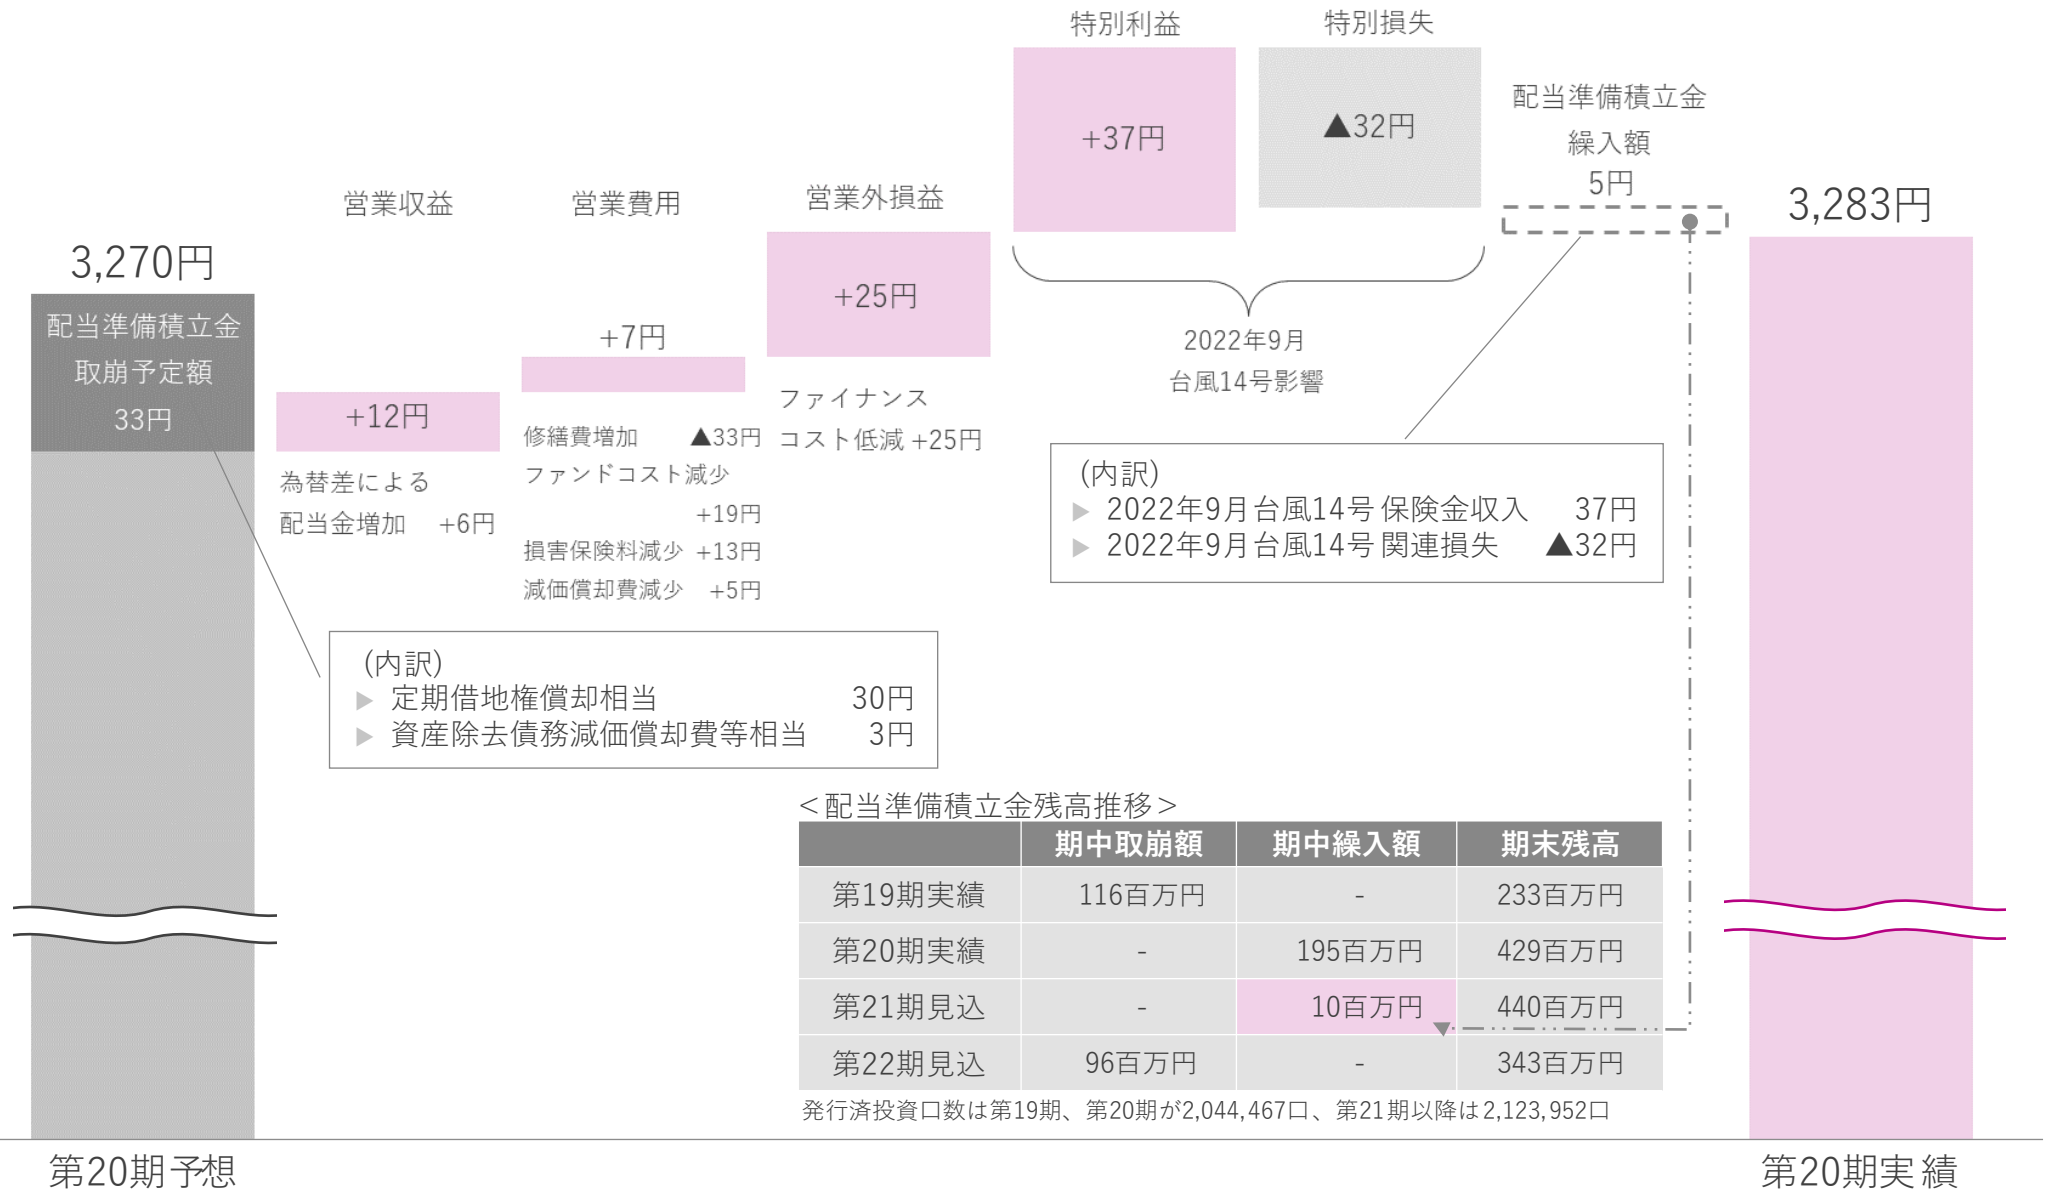 3,270円
配当準備積立金
取崩予定額
33円
営業収益
+12円
為替差による
配当金増加 +6円
営業費用
+7円
修繕費増加 ▲33円
ファンドコスト減少
+19円
損害保険料減少 +13円
減価償却費減少 +5円
営業外損益
+25円
ファイナンス
コスト低減 +25円
特別利益
+37円
特別損失
▲32円
2022年9月
台風14号影響
配当準備積立金
繰入額
5円
3,283円
(内訳)
▶ 2022年9月台風14号 保険金収入 37円
▶ 2022年9月台風14号 関連損失 ▲32円
(内訳)
▶ 定期借地権償却相当 30円
▶ 資産除去債務減価償却費等相当 3円
＜配当準備積立金残高推移＞
期中取崩額 期中繰入額 期末残高
第19期実績 116百万円 - 233百万円
第20期実績 - 195百万円 429百万円
第21期見込 - 10百万円 440百万円
第22期見込 96百万円 - 343百万円
発行済投資口数は第19期、第20期が2,044,467口、第21期以降は2,123,952口
第20期予想
第20期実績